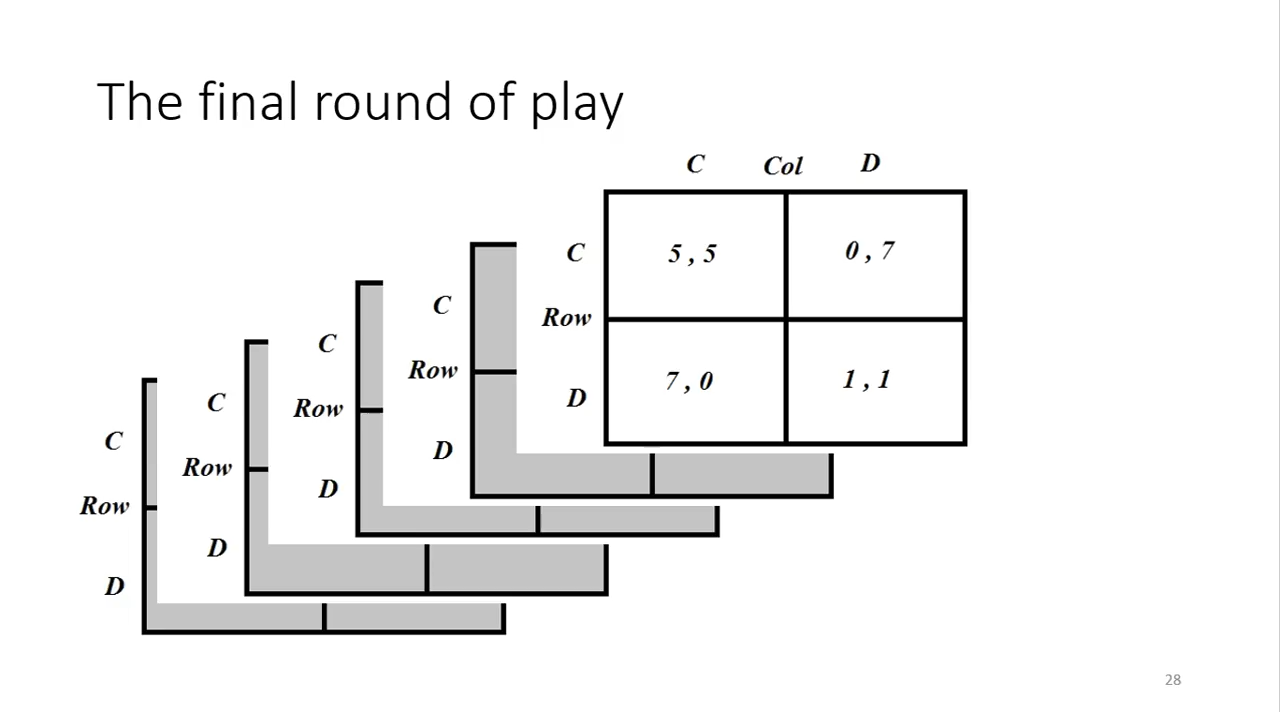 The final round of play
C Col D
C 5 , 5 0 , 7
Row
D 7 , 0 1 , 1
C
Row
D
C
Row
D
C
Row
D
C
Row
D
28